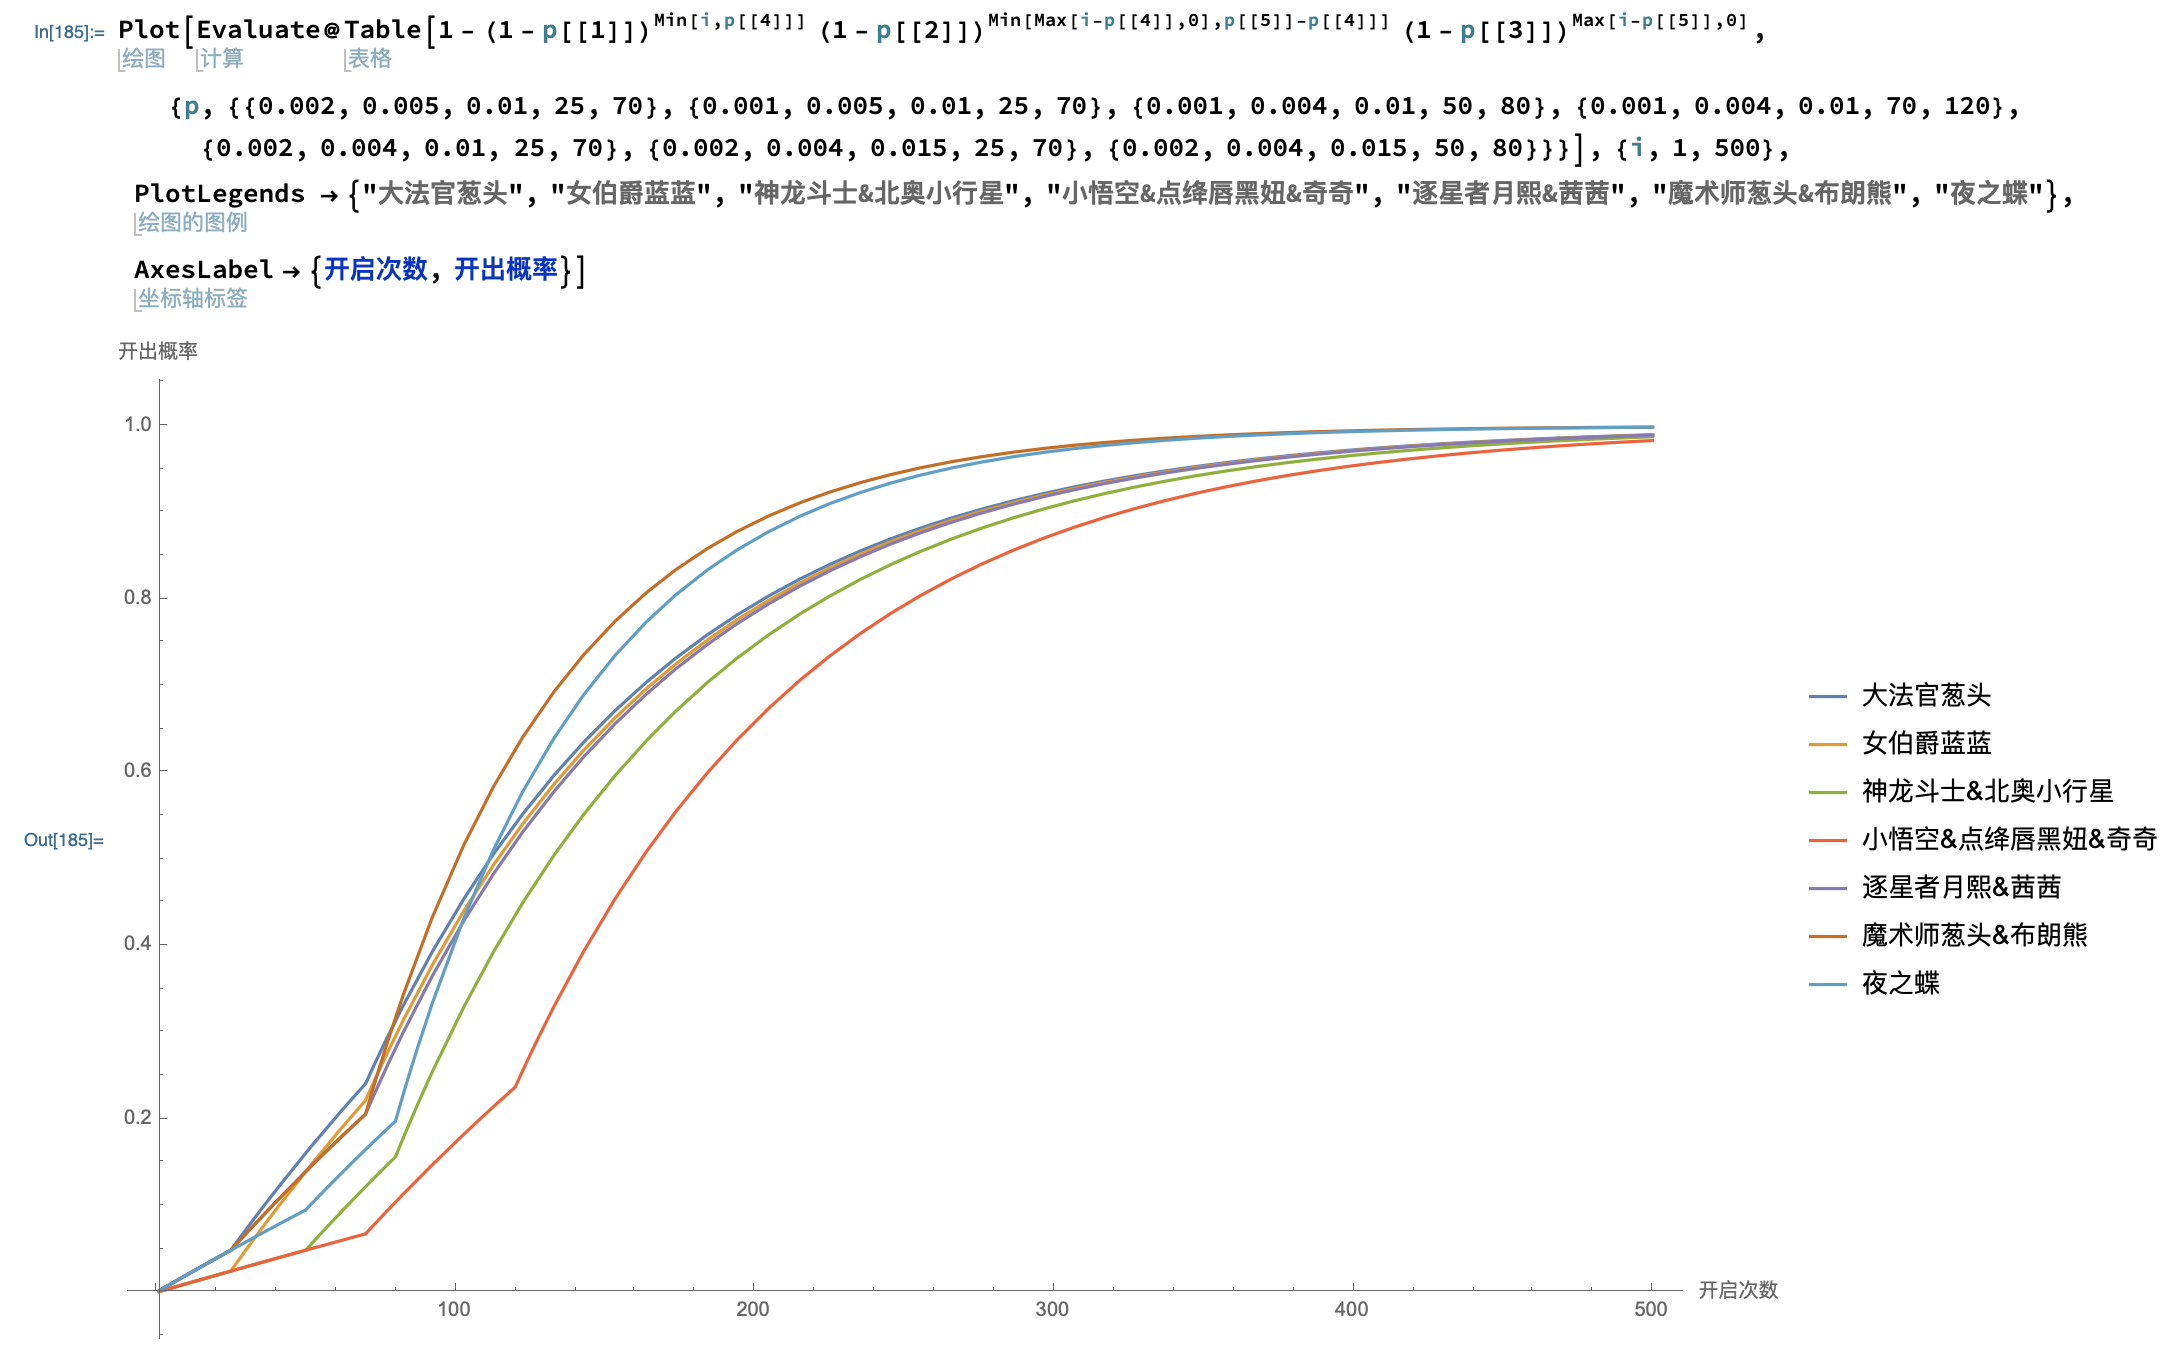 In[185]:= Plot[Evaluate@Table[1-(1-p[[1]])^Min[i,p[[4]]] (1-p[[2]])^Min[Max[i-p[[4]],0],p[[5]]-p[[4]]] (1-p[[3]])^Max[i-p[[5]],0],
绘图 计算 表格
{p, {{0.002, 0.005, 0.01, 25, 70}, {0.001, 0.005, 0.01, 25, 70}, {0.001, 0.004, 0.01, 50, 80}, {0.001, 0.004, 0.01, 70, 120},
{0.002, 0.004, 0.01, 25, 70}, {0.002, 0.004, 0.015, 25, 70}, {0.002, 0.004, 0.015, 50, 80}}}], {i, 1, 500},
PlotLegends → {"大法官葱头", "女伯爵蓝蓝", "神龙斗士&北奥小行星", "小悟空&点绛唇黑妞&奇奇", "逐星者月熙&茜茜", "魔术师葱头&布朗熊", "夜之蝶"},
绘图的图例
AxesLabel → {开启次数, 开出概率}]
坐标轴标签
开出概率
1.0
0.8
0.6
0.4
0.2
Out[185]=
100 200 300 400 500
开启次数
大法官葱头
女伯爵蓝蓝
神龙斗士&北奥小行星
小悟空&点绛唇黑妞&奇奇
逐星者月熙&茜茜
魔术师葱头&布朗熊
夜之蝶